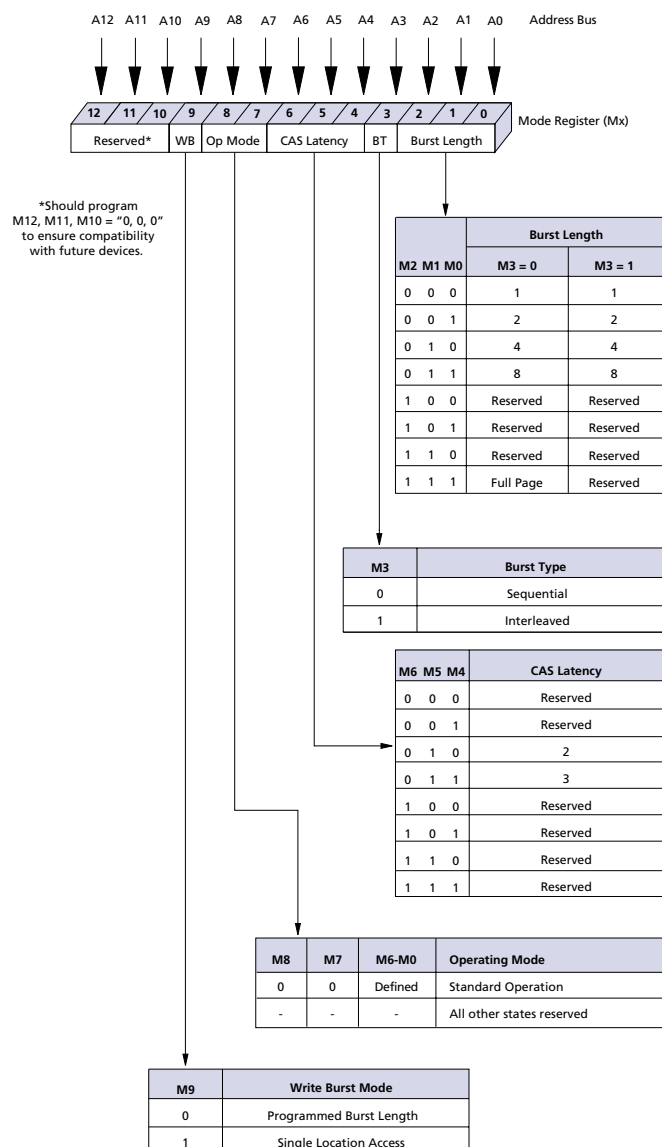 A12 A11 A10 A9 A8 A7 A6 A5 A4 A3 A2 A1 A0 Address Bus
12 11 10 9 8 7 6 5 4 3 2 1 0
Mode Register (Mx)
Reserved* WB Op Mode CAS Latency BT Burst Length
*Should program
M12, M11, M10 = “0, 0, 0”
to ensure compatibility
with future devices.
Burst Length
M2 M1 M0 M3 = 0 M3 = 1
0 0 0 1 1
0 0 1 2 2
0 1 0 4 4
0 1 1 8 8
1 0 0 Reserved Reserved
1 0 1 Reserved Reserved
1 1 0 Reserved Reserved
1 1 1 Full Page Reserved
M3 Burst Type
0 Sequential
1 Interleaved
M6 M5 M4 CAS Latency
0 0 0 Reserved
0 0 1 Reserved
0 1 0 2
0 1 1 3
1 0 0 Reserved
1 0 1 Reserved
1 1 0 Reserved
1 1 1 Reserved
M8 M7 M6-M0 Operating Mode
0 0 Defined Standard Operation
- - - All other states reserved
M9 Write Burst Mode
0 Programmed Burst Length
1 Single Location Access